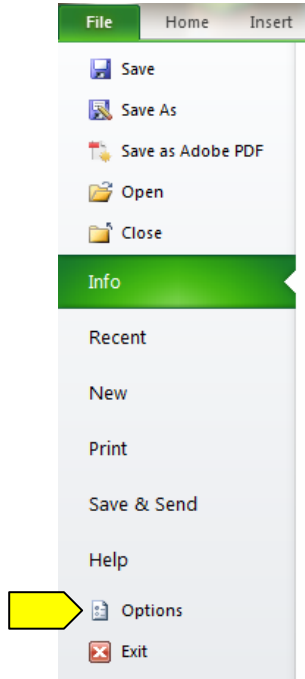 File Home Insert
Save
Save As
Save as Adobe PDF
Open
Close
Info
Recent
New
Print
Save & Send
Help
Options
Exit